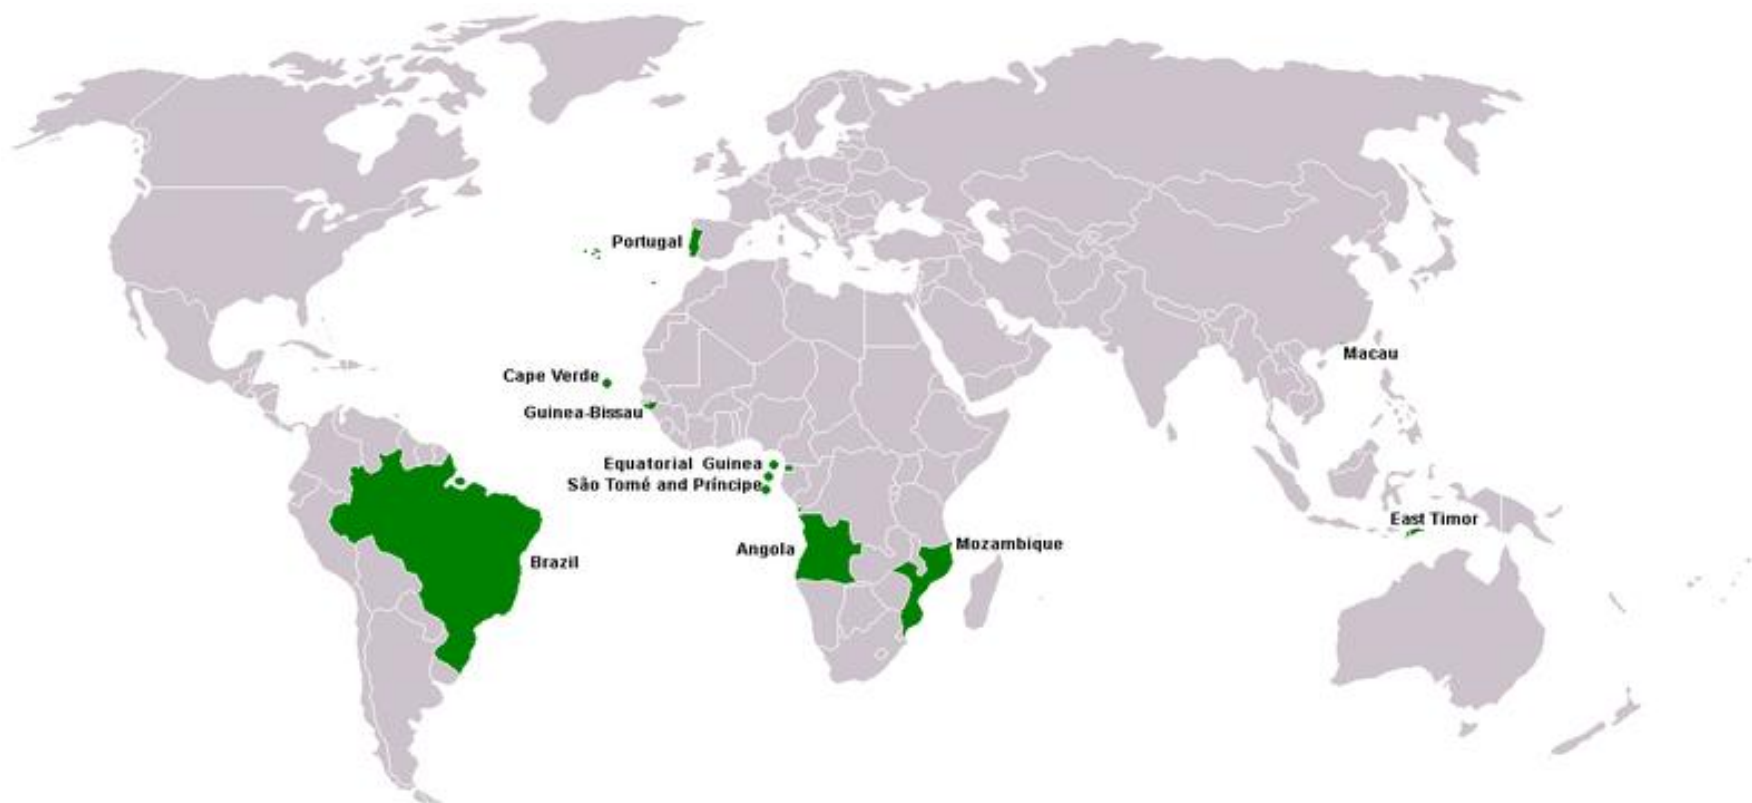 Portugal
Macau
Cape Verde
Guinea-Bissau
Equatorial Guinea
São Tomé and Príncipe
East Timor
Angola
Mozambique
Brazil